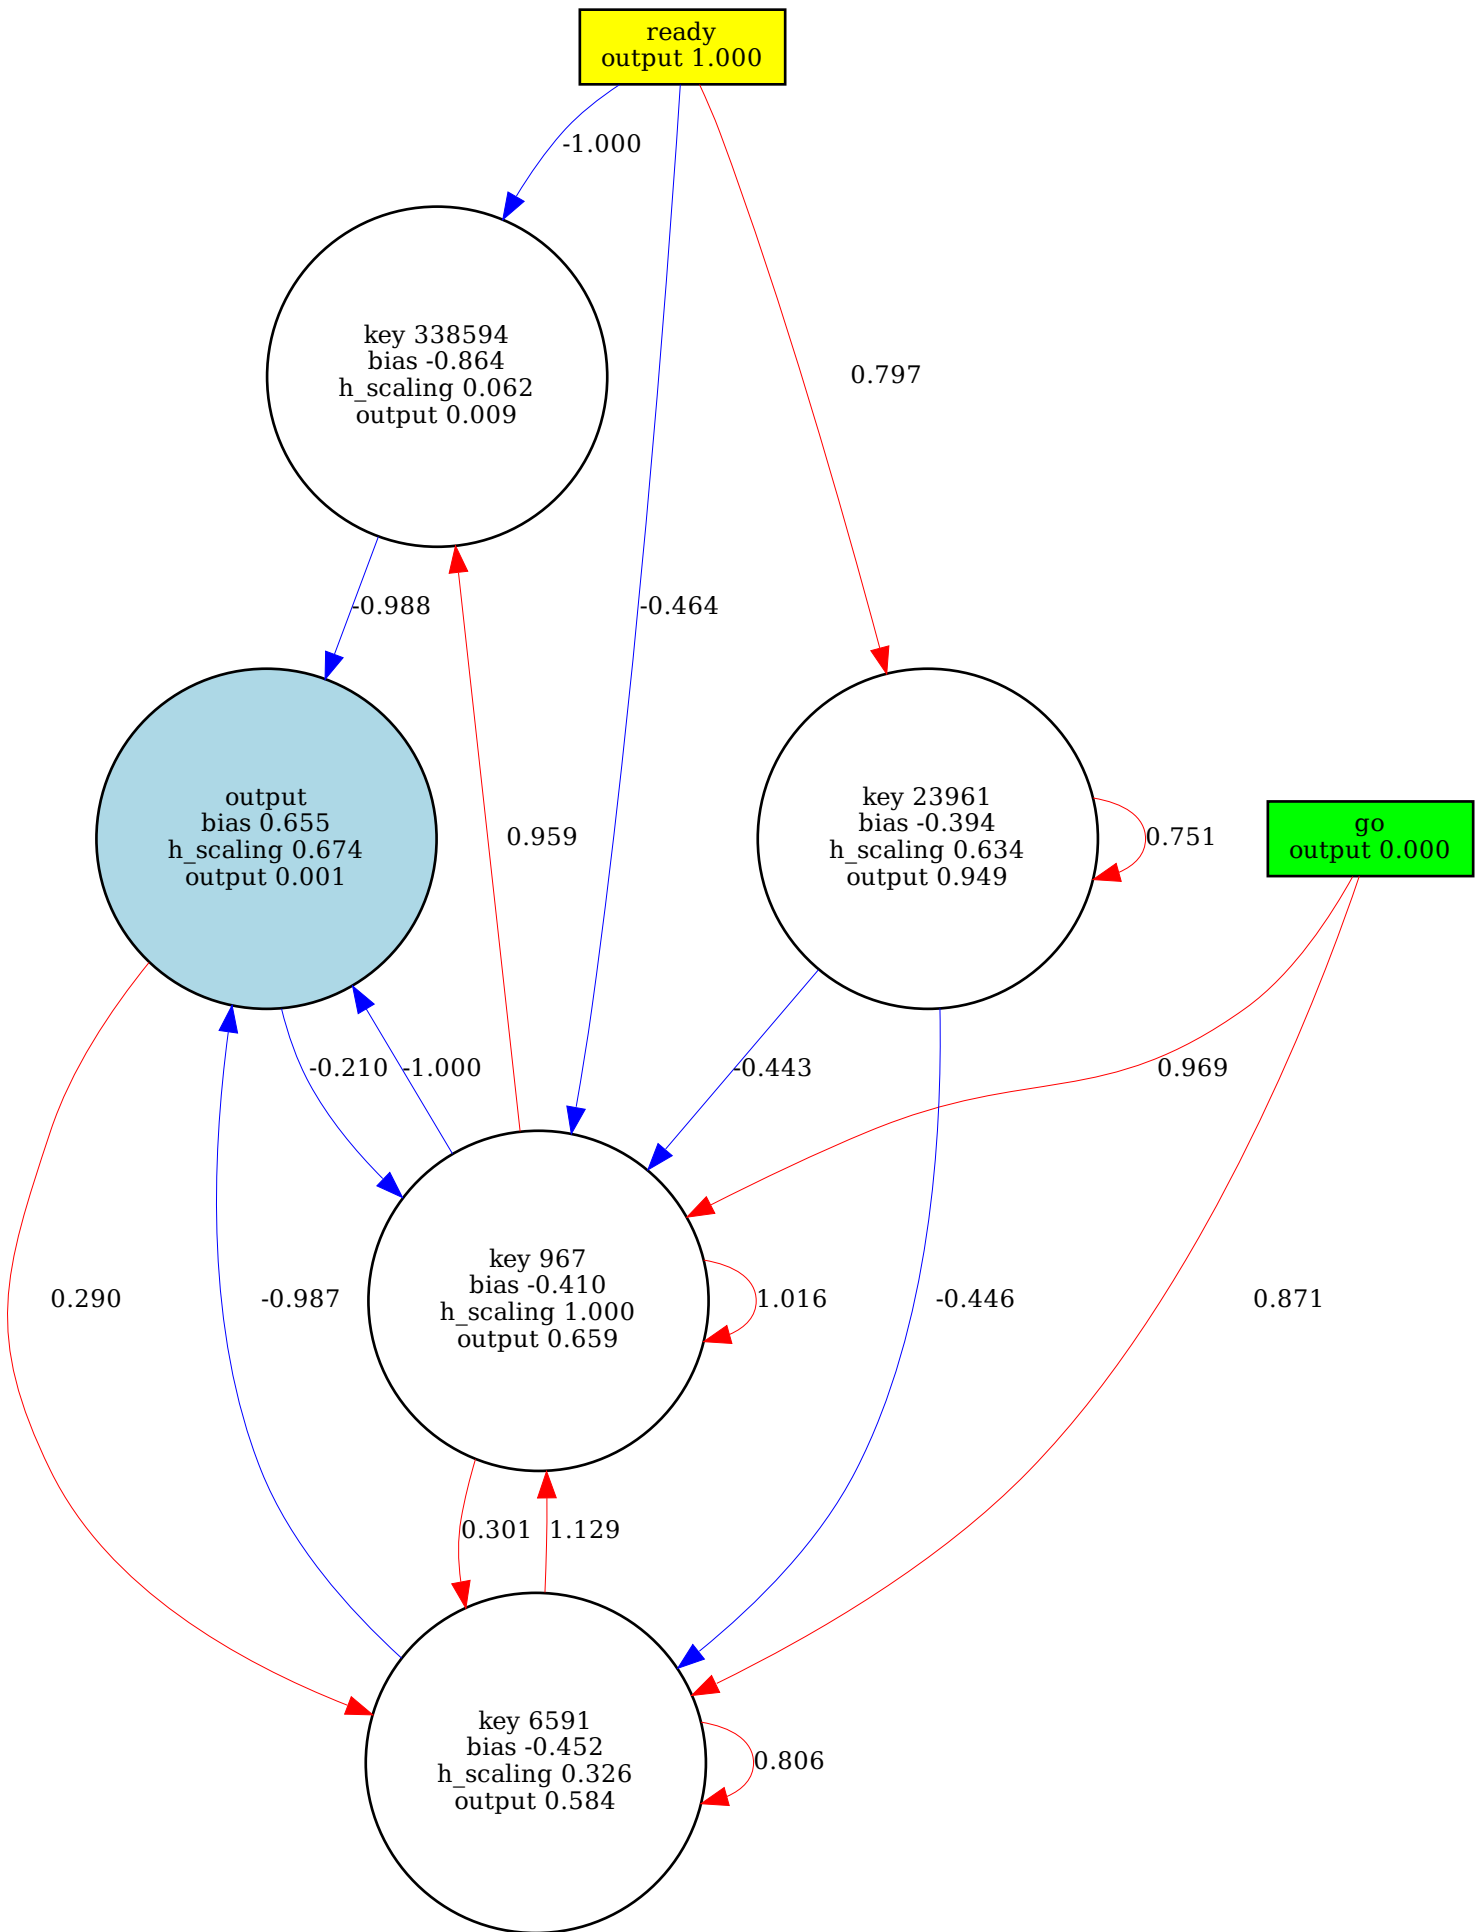 ready
output 1.000
-1.000
key 338594
bias -0.864
h_scaling 0.062
output 0.009
0.797
-0.988
-0.464
output
bias 0.655
h_scaling 0.674
output 0.001
0.959
key 23961
bias -0.394
h_scaling 0.634
output 0.949
0.751
go
output 0.000
-0.210
-1.000
-0.443
0.969
0.290
-0.987
key 967
bias -0.410
h_scaling 1.000
output 0.659
1.016
-0.446
0.871
0.301
1.129
key 6591
bias -0.452
h_scaling 0.326
output 0.584
0.806